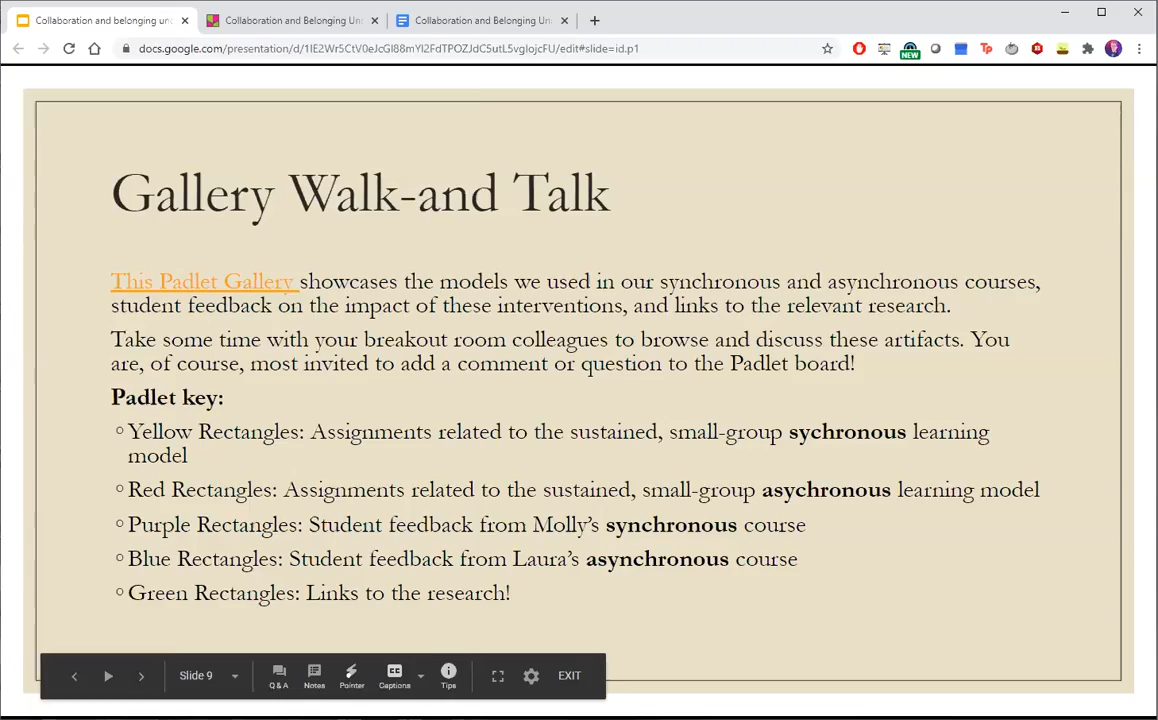 Collaboration and belonging und
Collaboration and Belonging Un
Collaboration and Belonging Un
docs.google.com/presentation/d/1IE2Wr5CtV0eJcGl88mYl2FdTPOZJdC5utL5vgIojcFU/edit#slide=id.p1
NEW
Gallery Walk-and Talk
This Padlet Gallery showcases the models we used in our synchronous and asynchronous courses,
student feedback on the impact of these interventions, and links to the relevant research.
Take some time with your breakout room colleagues to browse and discuss these artifacts. You
are, of course, most invited to add a comment or question to the Padlet board!
Padlet key:
Yellow Rectangles: Assignments related to the sustained, small-group sychronous learning
model
Red Rectangles: Assignments related to the sustained, small-group asychronous learning model
Purple Rectangles: Student feedback from Molly's synchronous course
Blue Rectangles: Student feedback from Laura's asynchronous course
Green Rectangles: Links to the research!
Slide 9
Q & A
Notes
Pointer
CC
Captions
Tips
EXIT